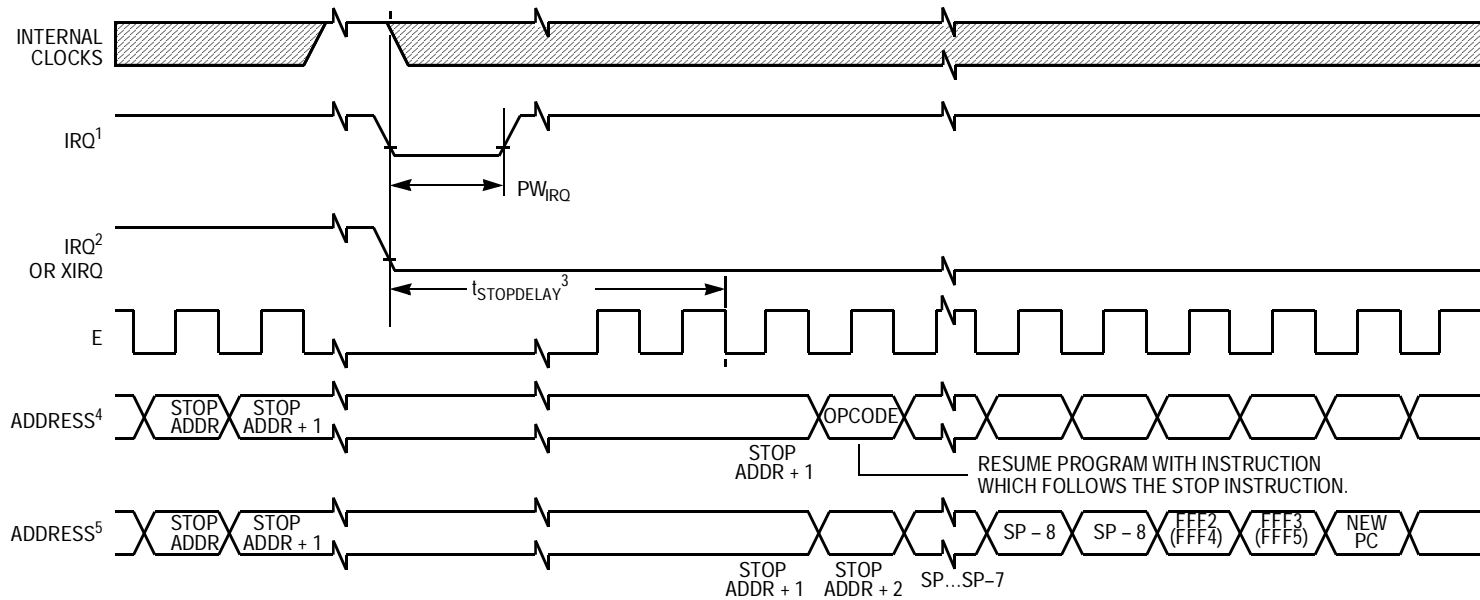 INTERNAL
CLOCKS
IRQ1
PWIRQ
IRQ2
OR XIRQ
tSTOPDELAY3
E
ADDRESS4
STOP
ADDR
STOP
ADDR + 1
STOP
ADDR + 1
OPCODE
RESUME PROGRAM WITH INSTRUCTION
WHICH FOLLOWS THE STOP INSTRUCTION.
ADDRESS5
STOP
ADDR
STOP
ADDR + 1
STOP
ADDR + 1
STOP
ADDR + 2
SP...SP–7
SP – 8
SP – 8
FFF2
(FFF4)
FFF3
(FFF5)
NEW
PC